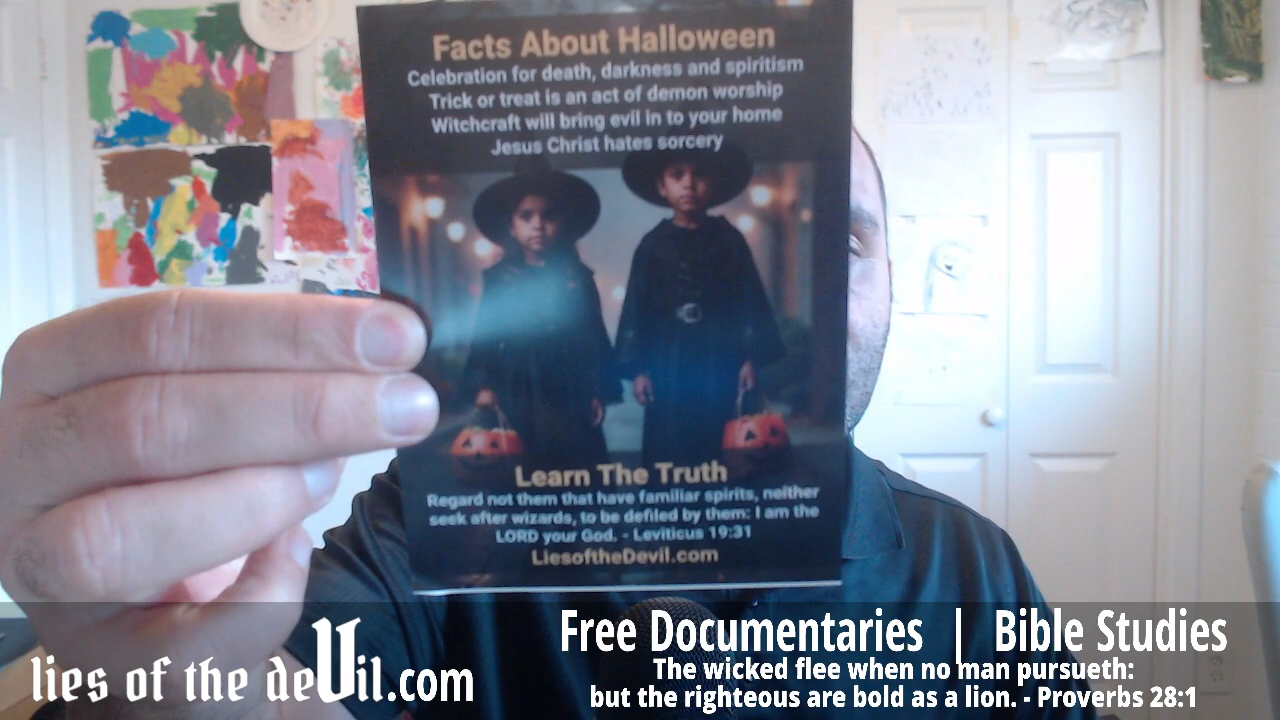 Facts About Halloween
Celebration for death, darkness and spiritism
Trick or treat is an act of demon worship
Witchcraft will bring evil in to your home
Jesus Christ hates sorcery
Learn The Truth
Regard not them that have familiar spirits, neither
seek after wizards, to be defiled by them: I am the
LORD your God. - Leviticus 19:31
LiesoftheDevil.com
lies of the deVil.com
Free Documentaries | Bible Studies
The wicked flee when no man pursueth:
but the righteous are bold as a lion. - Proverbs 28:1